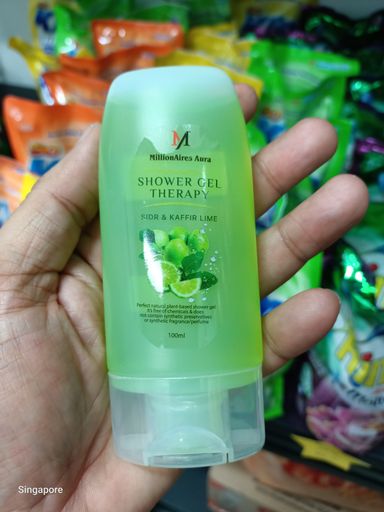 M
MillionAires Aura
SHOWER GEL
THERAPY
SIDR & KAFFIR LIME
Perfect natural plant-based shower gel
it's free of chemicals & does
not contain synthetic preservatives
or synthetic fragrance/perfume
100ml
Singapore